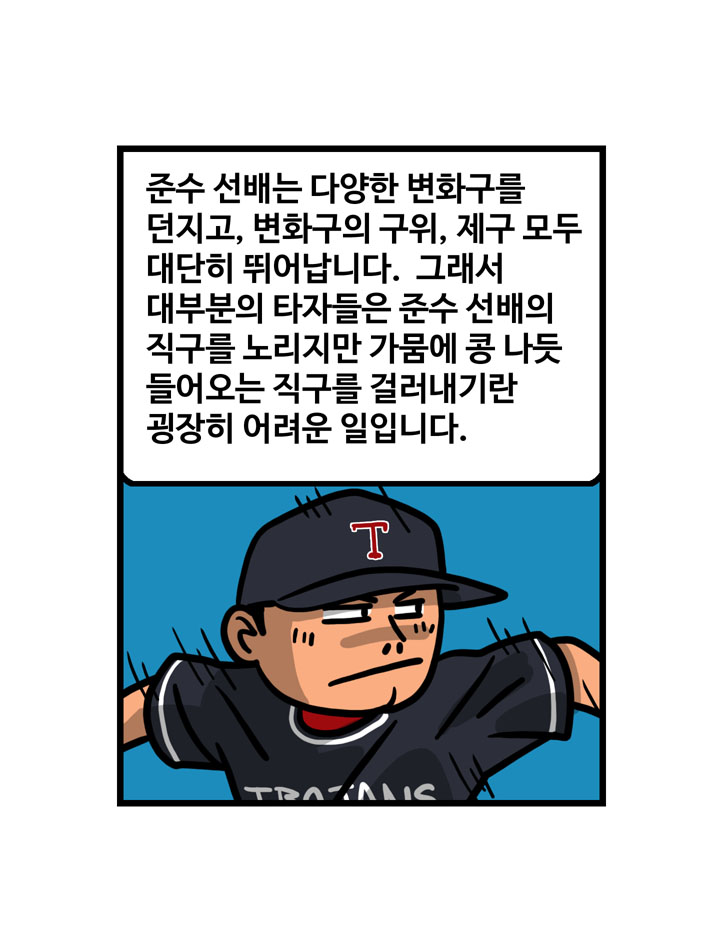 준수 선배는 다양한 변화구를
던지고, 변화구의 구위, 제구 모두
대단히 뛰어납니다. 그래서
대부분의 타자들은 준수 선배의
직구를 노리지만 가뭄에 콩 나듯
들어오는 직구를 걸러내기란
굉장히 어려운 일입니다.
T
TROJANS